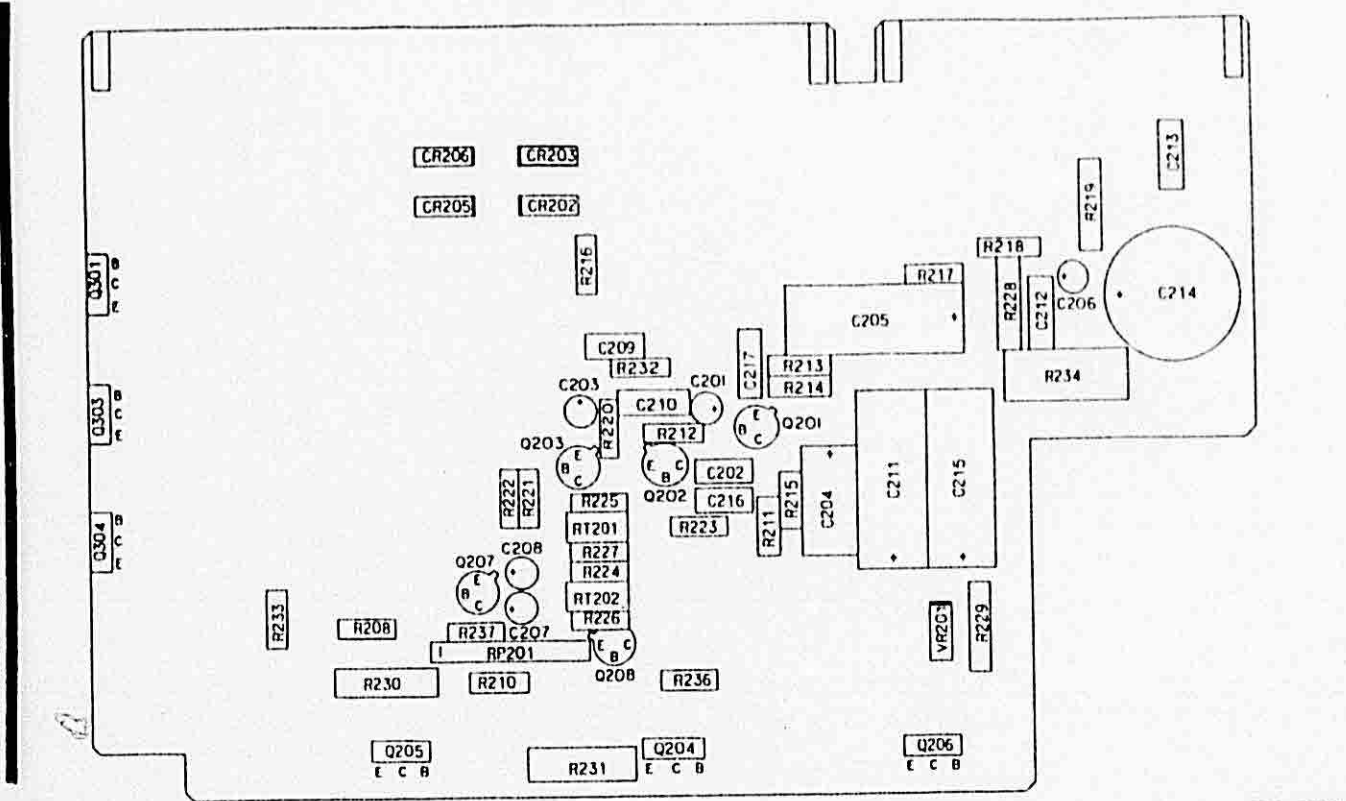 CR206 CR203
C213
CR205 CR202
R219
R216
R218
Q301 B C E
R217
R228
C212
C206
C214
C205
C209
R232
C217
R213
R234
C203
C201
R214
Q303 B C E
R220
C210
R212
E B C Q201
Q203
E B C
E B C
Q202
C202
R222
R221
R225
C216
R215
C204
C211
C215
Q304 B C E
RT201
R223
R211
C208
R227
Q207
E B C
R224
RT202
R233
R208
R237
C207
R226
VR201
R229
RP201
E B C
Q208
R230
R210
R236
Q205
E C B
R231
Q204
E C B
Q206
E C B